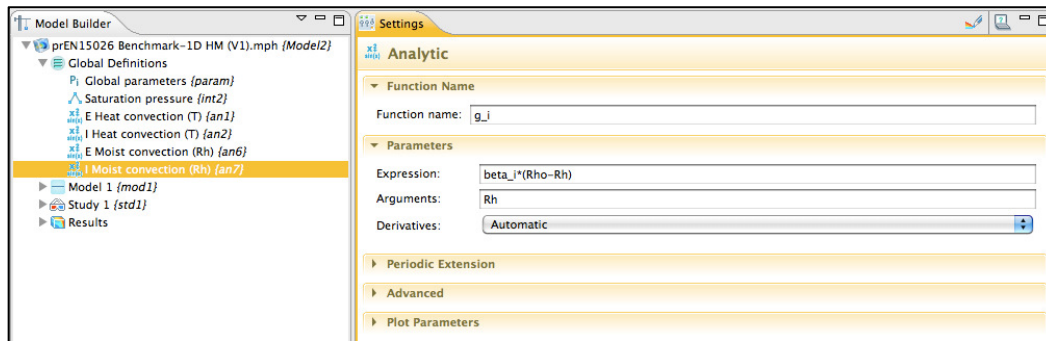 Model Builder
prEN15026 Benchmark-1D HM (V1).mph {Model2}
Global Definitions
Pi Global parameters {param}
Saturation pressure {int2}
E Heat convection (T) {an1}
I Heat convection (T) {an2}
E Moist convection (Rh) {an6}
I Moist convection (Rh) {an7}
Model 1 {mod1}
Study 1 {std1}
Results
Settings
Analytic
Function Name
Function name: g_i
Parameters
Expression: beta_i*(Rho-Rh)
Arguments: Rh
Derivatives: Automatic
Periodic Extension
Advanced
Plot Parameters